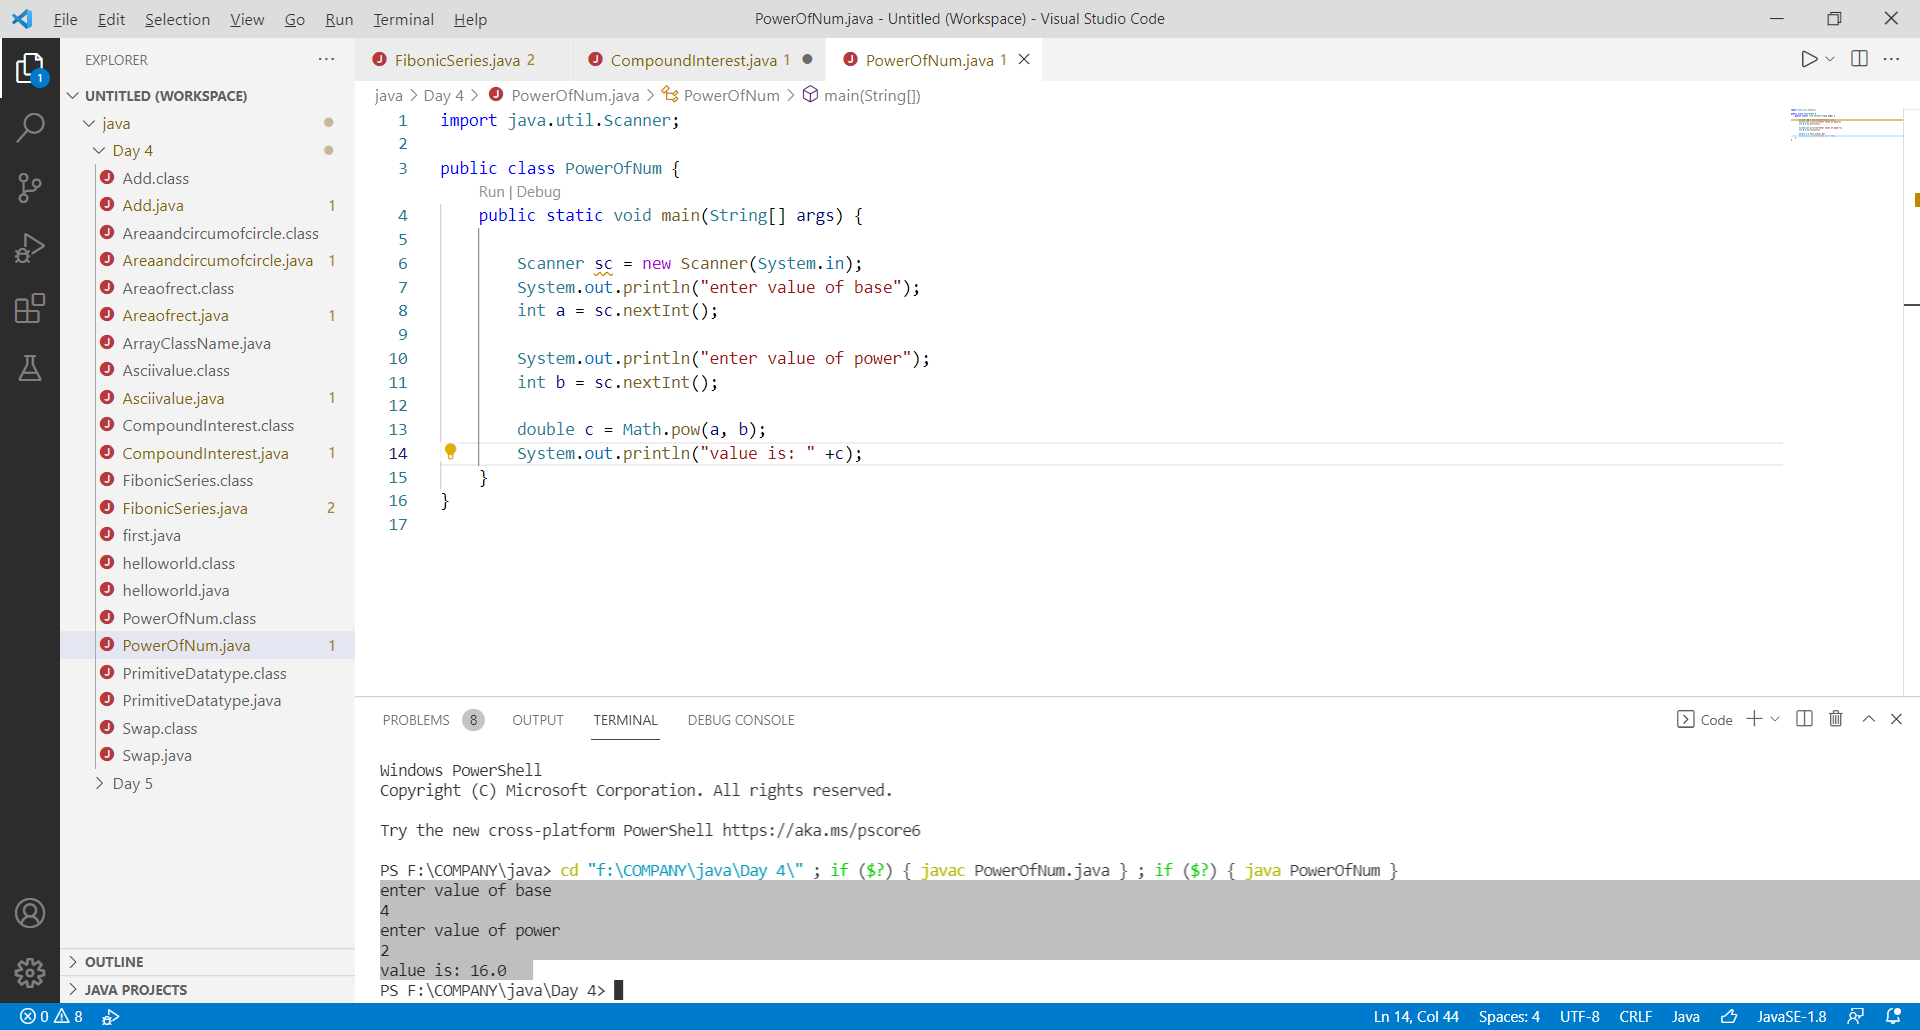 File Edit Selection View Go Run Terminal Help PowerOfNum.java - Untitled (Workspace) - Visual Studio Code
EXPLORER
1
UNTITLED (WORKSPACE)
java
Day 4
Add.class
Add.java 1
Areaandcircumofcircle.class
Areaandcircumofcircle.java 1
Areaofrect.class
Areaofrect.java 1
ArrayClassName.java
Asciivalue.class
Asciivalue.java 1
CompoundInterest.class
CompoundInterest.java 1
FibonicSeries.class
FibonicSeries.java 2
first.java
helloworld.class
helloworld.java
PowerOfNum.class
PowerOfNum.java 1
PrimitiveDatatype.class
PrimitiveDatatype.java
Swap.class
Swap.java
Day 5
OUTLINE
JAVA PROJECTS
FibonicSeries.java 2 CompoundInterest.java 1 PowerOfNum.java 1
java > Day 4 > PowerOfNum.java > PowerOfNum > main(String[])
1 import java.util.Scanner;
2
3 public class PowerOfNum {
Run | Debug
4 public static void main(String[] args) {
5
6 Scanner sc = new Scanner(System.in);
7 System.out.println("enter value of base");
8 int a = sc.nextInt();
9
10 System.out.println("enter value of power");
11 int b = sc.nextInt();
12
13 double c = Math.pow(a, b);
14 System.out.println("value is: " +c);
15 }
16 }
17
PROBLEMS 8 OUTPUT TERMINAL DEBUG CONSOLE Code
Windows PowerShell
Copyright (C) Microsoft Corporation. All rights reserved.
Try the new cross-platform PowerShell https://aka.ms/pscore6
PS F:\COMPANY\java> cd "f:\COMPANY\java\Day 4\" ; if ($?) { javac PowerOfNum.java } ; if ($?) { java PowerOfNum }
enter value of base
4
enter value of power
2
value is: 16.0
PS F:\COMPANY\java\Day 4>
0 8 Ln 14, Col 44 Spaces: 4 UTF-8 CRLF Java JavaSE-1.8